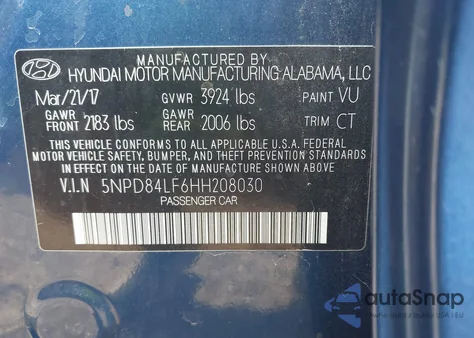 MANUFACTURED BY
HYUNDAI MOTOR MANUFACTURING ALABAMA, LLC
Mar/21/17 GVWR 3924 lbs PAINT VU
GAWR FRONT 2183 lbs GAWR REAR 2006 lbs TRIM CT
THIS VEHICLE CONFORMS TO ALL APPLICABLE U.S.A. FEDERAL
MOTOR VEHICLE SAFETY, BUMPER, AND THEFT PREVENTION STANDARDS
IN EFFECT ON THE DATE OF MANUFACTURE SHOWN ABOVE.
V.I.N 5NPD84LF6HH208030
PASSENGER CAR
autoSnap